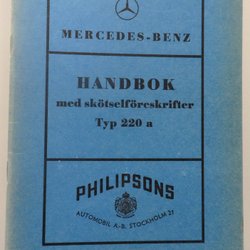 MERCEDES-BENZ
HANDBOK
med skötselföreskrifter
Typ 220 a
PHILIPSONS
AUTOMOBIL A-B. STOCKHOLM 21